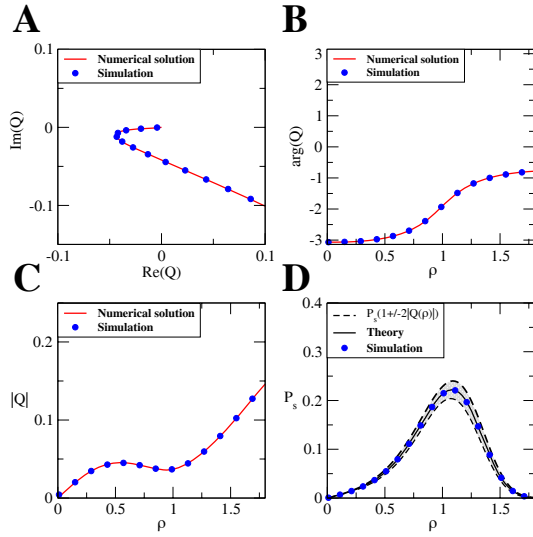 A
0.1
0
-0.1
-0.1
0
0.1
Im(Q)
Re(Q)
Numerical solution
Simulation
B
3
2
1
0
-1
-2
-3
0
0.5
1
1.5
arg(Q)
ρ
Numerical solution
Simulation
C
0.2
0.1
0
0
0.5
1
1.5
|Q|
ρ
Numerical solution
Simulation
D
0.4
0.3
0.2
0.1
0
0
0.5
1
1.5
P_s
ρ
P_s(1+/-2|Q(ρ)|)
Theory
Simulation